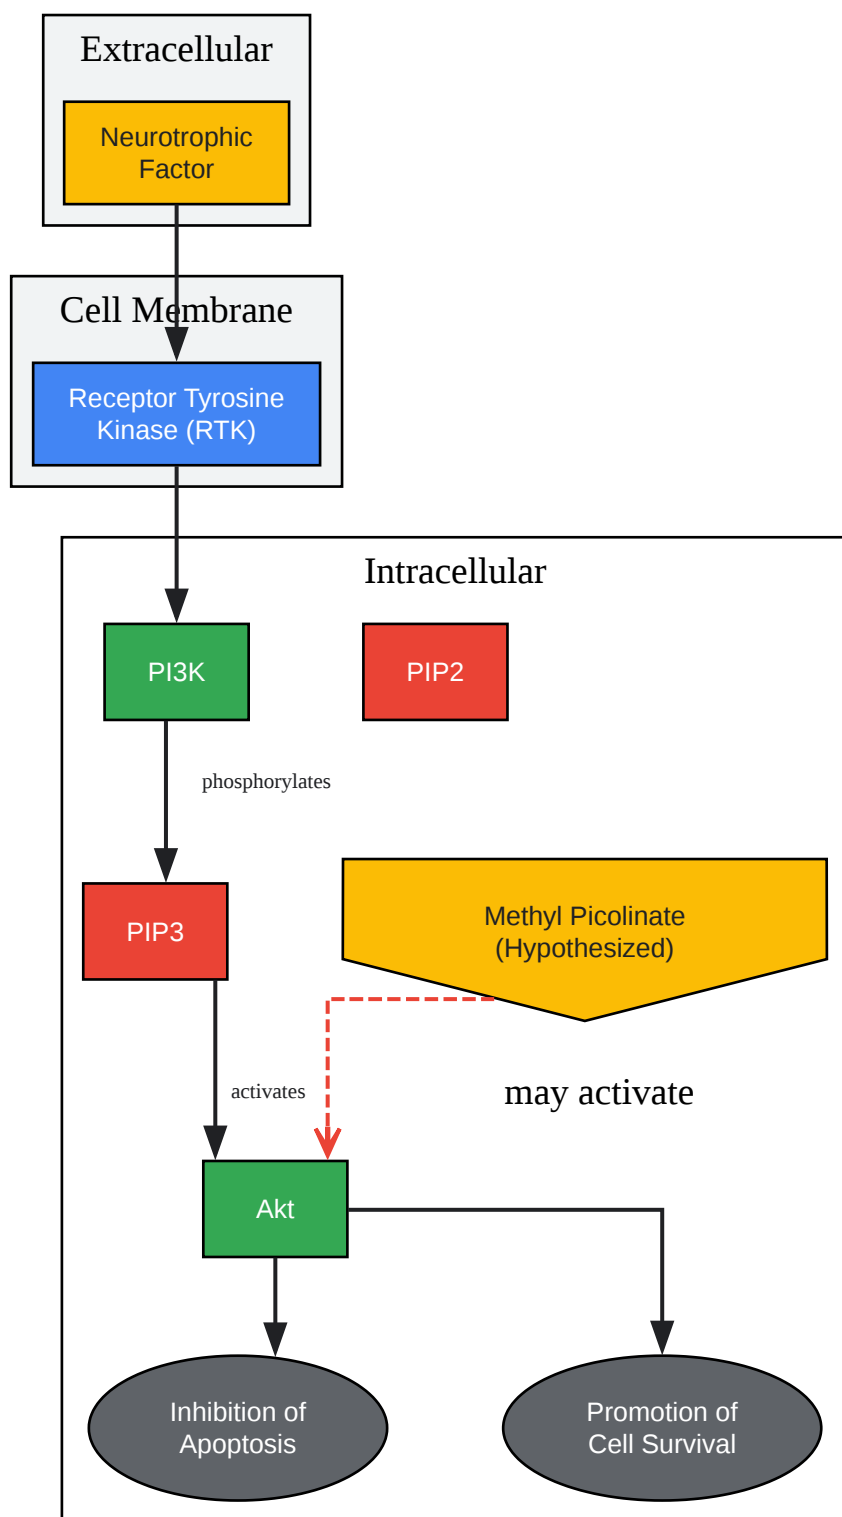 Extracellular
Neurotrophic
Factor
Cell Membrane
Receptor Tyrosine
Kinase (RTK)
Intracellular
PI3K
PIP2
phosphorylates
PIP3
Methyl Picolinate
(Hypothesized)
activates
may activate
Akt
Inhibition of
Apoptosis
Promotion of
Cell Survival